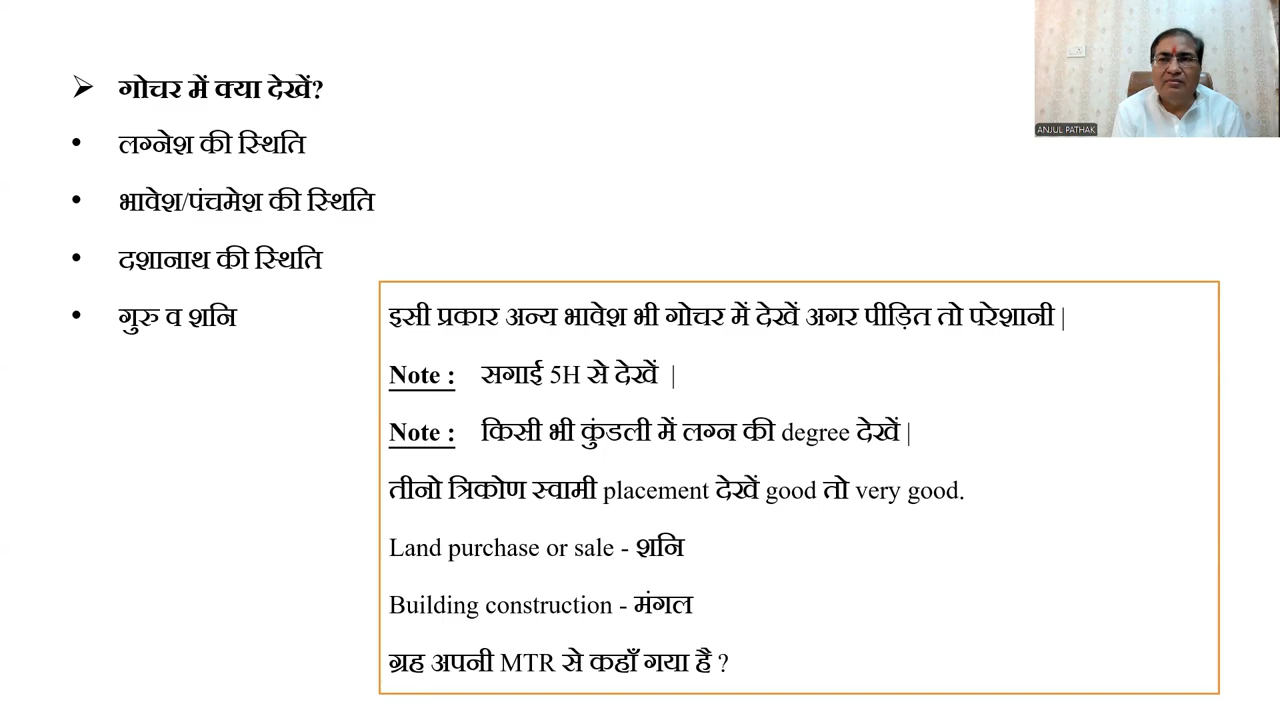 गोचर में क्या देखें?
लग्नेश की स्थिति
भावेश/पंचमेश की स्थिति
दशानाथ की स्थिति
गुरु व शनि
इसी प्रकार अन्य भावेश भी गोचर में देखें अगर पीड़ित तो परेशानी |
Note : सगाई 5H से देखें |
Note : किसी भी कुंडली में लग्न की degree देखें |
तीनो त्रिकोण स्वामी placement देखें good तो very good.
Land purchase or sale - शनि
Building construction - मंगल
ग्रह अपनी MTR से कहाँ गया है ?
ANJUL PATHAK